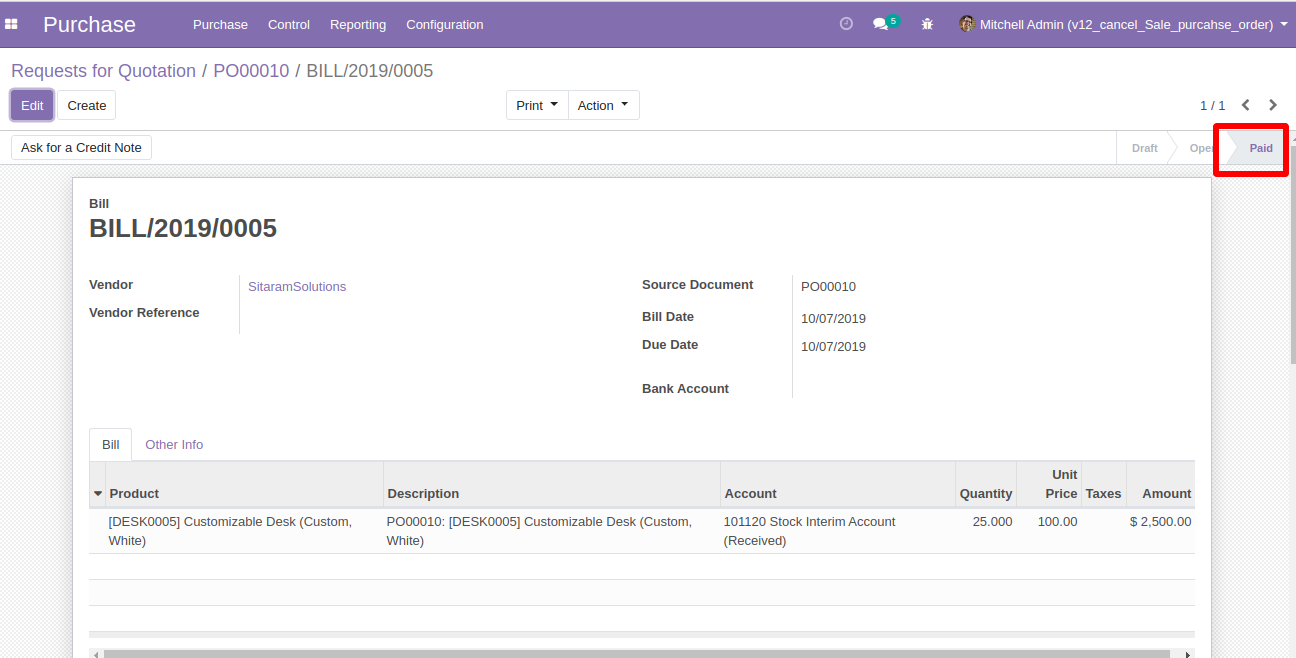 Purchase Purchase Control Reporting Configuration 5 Mitchell Admin (v12_cancel_Sale_purcahse_order)
Requests for Quotation / PO00010 / BILL/2019/0005
Edit Create Print Action 1 / 1
Ask for a Credit Note Draft Open Paid
Bill
BILL/2019/0005
Vendor SitaramSolutions Source Document PO00010
Vendor Reference Bill Date 10/07/2019
Due Date 10/07/2019
Bank Account
Bill Other Info
Product Description Account Quantity Unit Price Taxes Amount
[DESK0005] Customizable Desk (Custom, PO00010: [DESK0005] Customizable Desk (Custom, 101120 Stock Interim Account 25.000 100.00 $ 2,500.00
White) White) (Received)